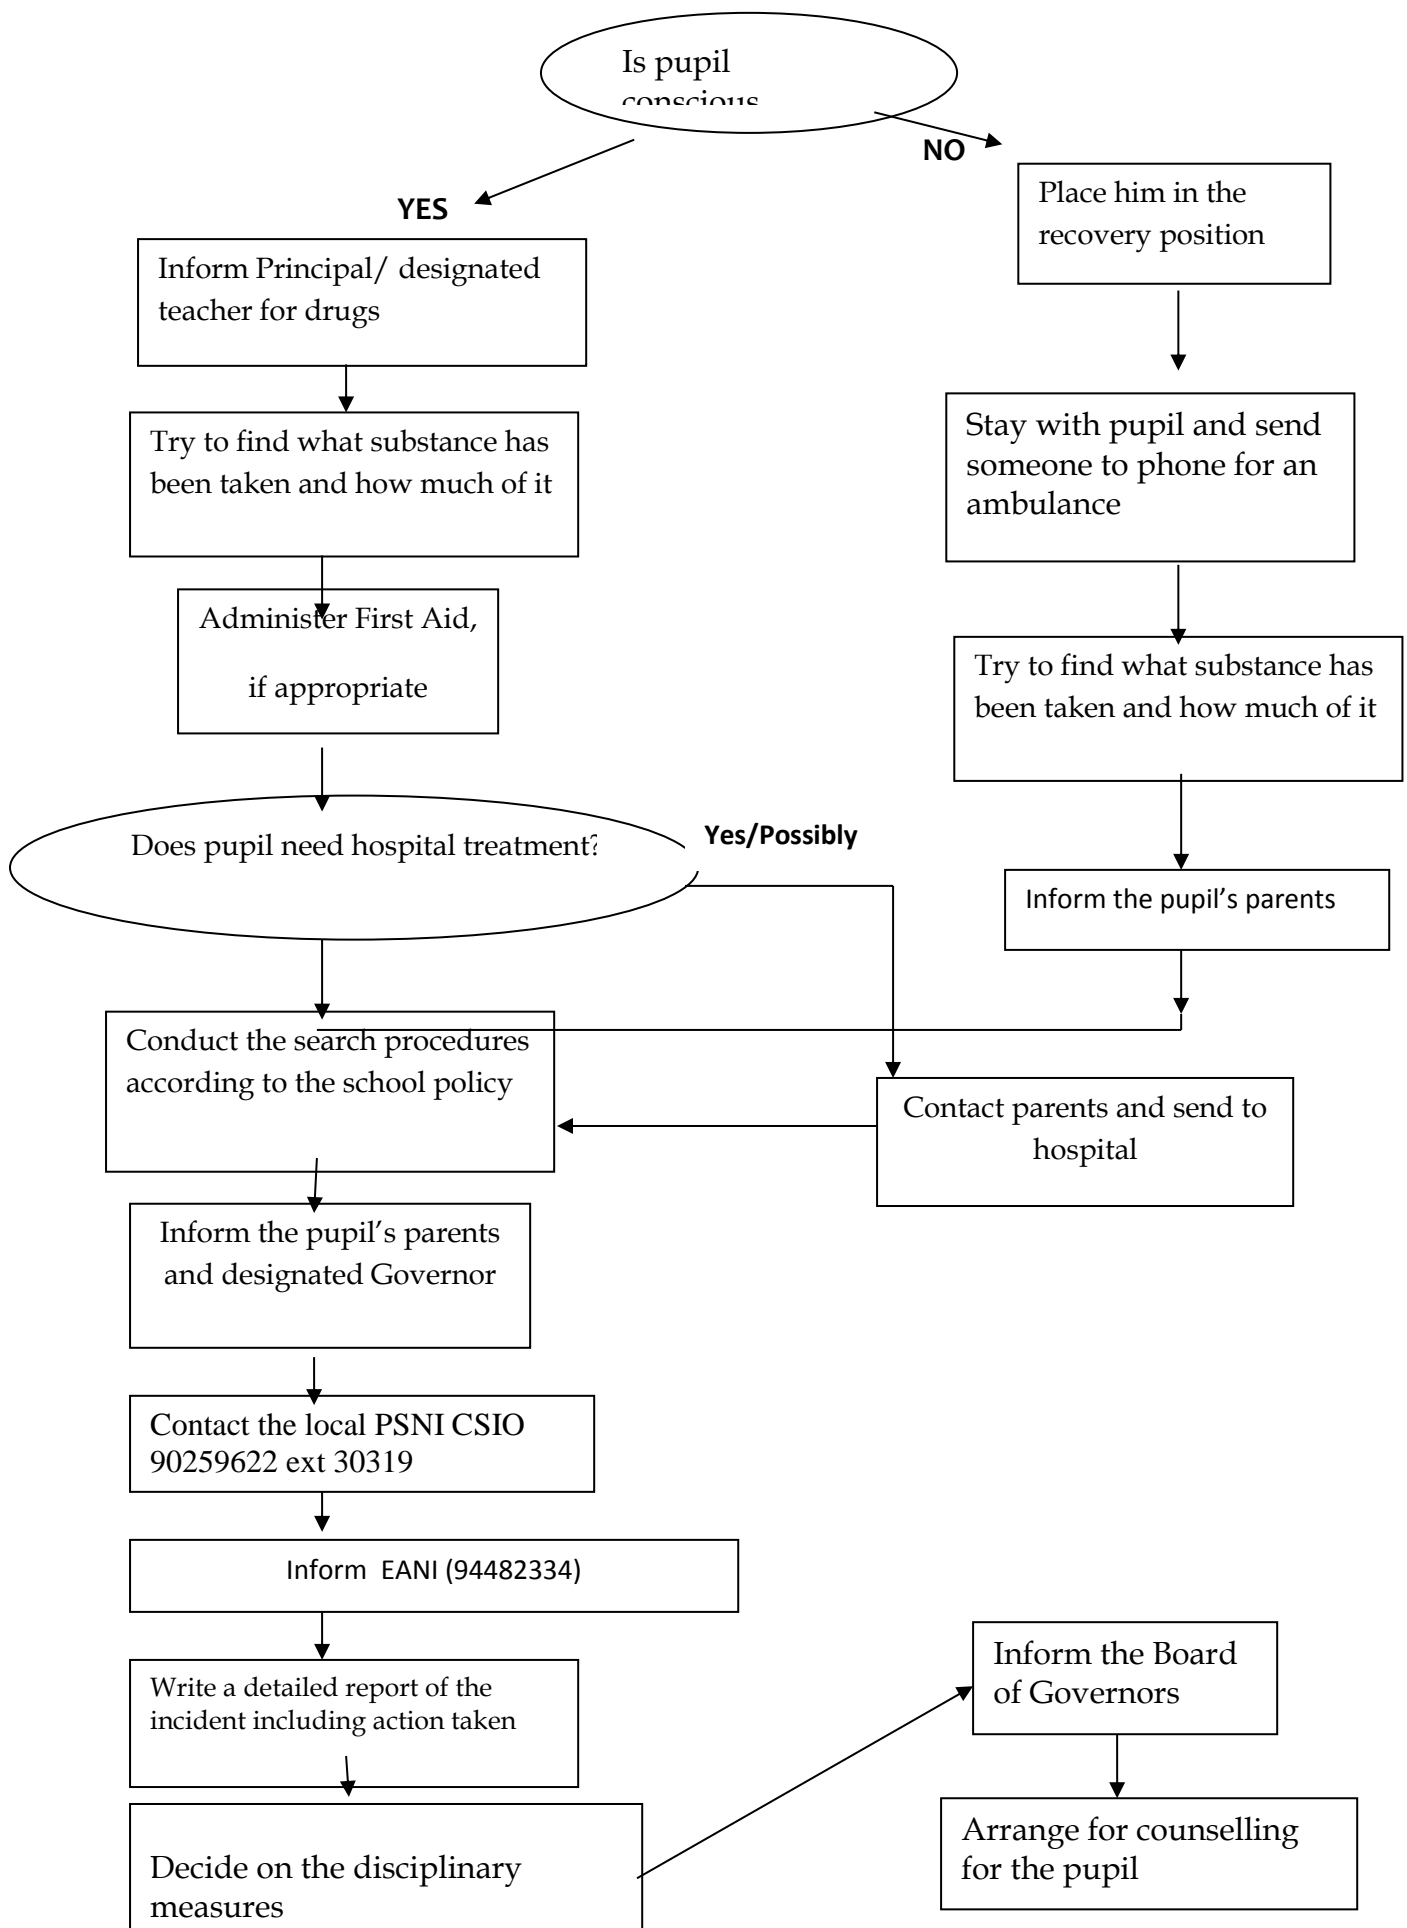 Is pupil
conscious
NO
YES
Place him in the
recovery position
Inform Principal/ designated
teacher for drugs
Try to find what substance has
been taken and how much of it
Stay with pupil and send
someone to phone for an
ambulance
Administer First Aid,
if appropriate
Try to find what substance has
been taken and how much of it
Does pupil need hospital treatment?
Yes/Possibly
Inform the pupil’s parents
Conduct the search procedures
according to the school policy
Contact parents and send to
hospital
Inform the pupil’s parents
and designated Governor
Contact the local PSNI CSIO
90259622 ext 30319
Inform EANI (94482334)
Write a detailed report of the
incident including action taken
Decide on the disciplinary
measures
Inform the Board
of Governors
Arrange for counselling
for the pupil